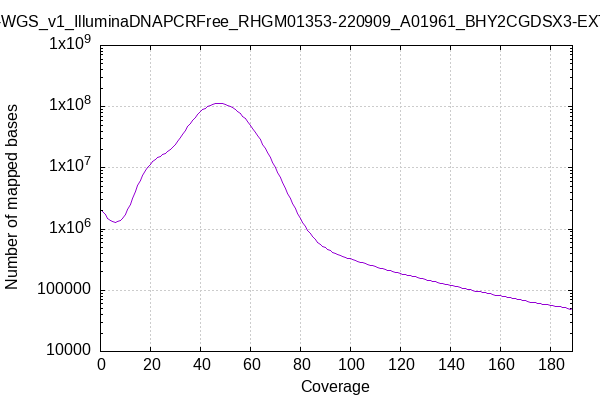 -WGS_v1_IlluminaDNAPCRFree_RHGM01353-220909_A01961_BHY2CGDSX3-EXT
Number of mapped bases
1x10^9
1x10^8
1x10^7
1x10^6
100000
10000
0 20 40 60 80 100 120 140 160 180
Coverage